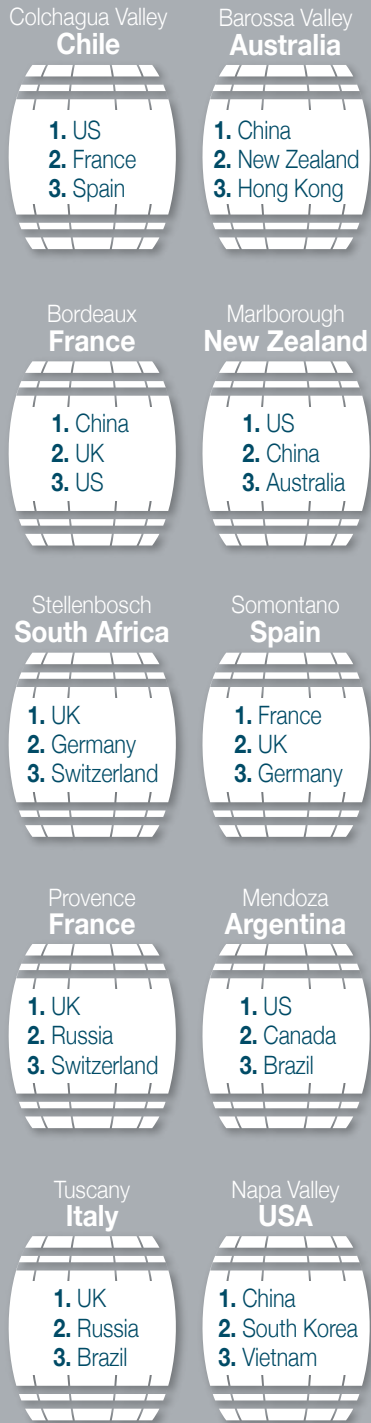 Colchagua Valley
Chile
1. US
2. France
3. Spain
Barossa Valley
Australia
1. China
2. New Zealand
3. Hong Kong
Bordeaux
France
1. China
2. UK
3. US
Marlborough
New Zealand
1. US
2. China
3. Australia
Stellenbosch
South Africa
1. UK
2. Germany
3. Switzerland
Somontano
Spain
1. France
2. UK
3. Germany
Provence
France
1. UK
2. Russia
3. Switzerland
Mendoza
Argentina
1. US
2. Canada
3. Brazil
Tuscany
Italy
1. UK
2. Russia
3. Brazil
Napa Valley
USA
1. China
2. South Korea
3. Vietnam